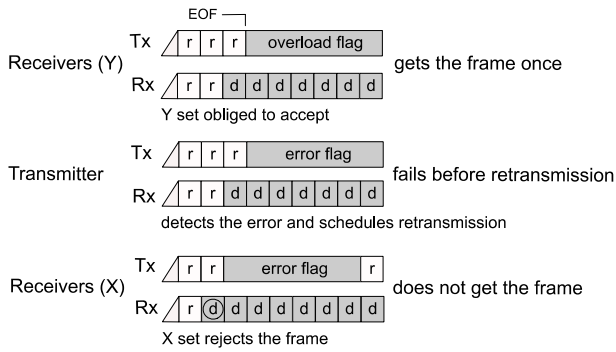 EOF
Tx r r r overload flag
Receivers (Y) gets the frame once
Rx r r d d d d d d d d
Y set obliged to accept
Tx r r r error flag
Transmitter fails before retransmission
Rx r r d d d d d d d d
detects the error and schedules retransmission
Tx r r error flag r
Receivers (X) does not get the frame
Rx r d d d d d d d d d
X set rejects the frame